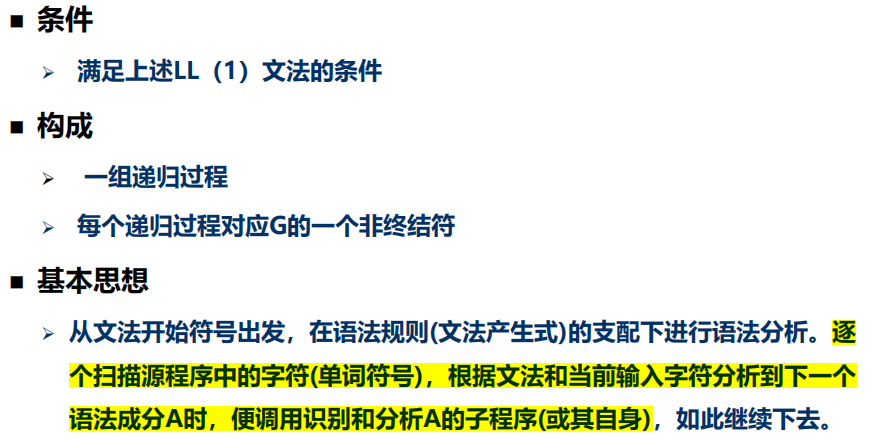 ■ 条件
➢ 满足上述LL（1）文法的条件
■ 构成
➢ 一组递归过程
➢ 每个递归过程对应G的一个非终结符
■ 基本思想
➢ 从文法开始符号出发，在语法规则(文法产生式)的支配下进行语法分析。逐
个扫描源程序中的字符(单词符号)，根据文法和当前输入字符分析到下一个
语法成分A时，便调用识别和分析A的子程序(或其自身)，如此继续下去。